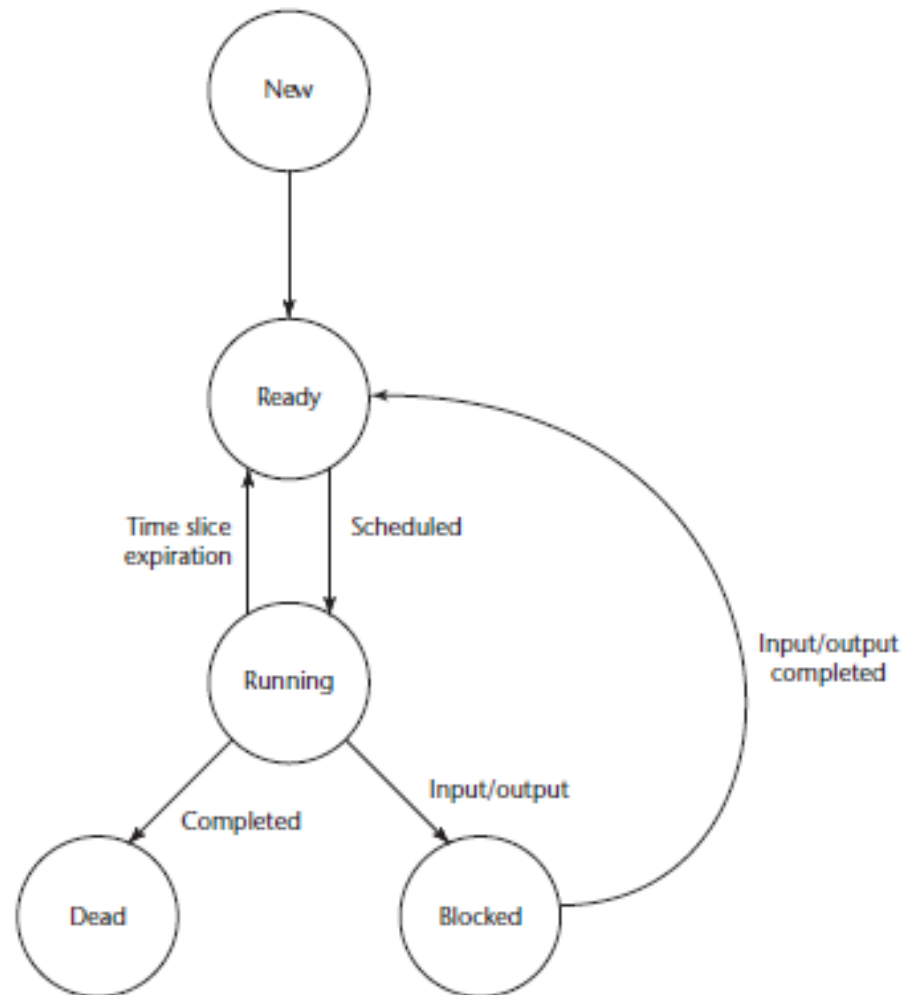 New
Ready
Time slice
expiration
Scheduled
Running
Input/output
completed
Completed
Input/output
Dead
Blocked